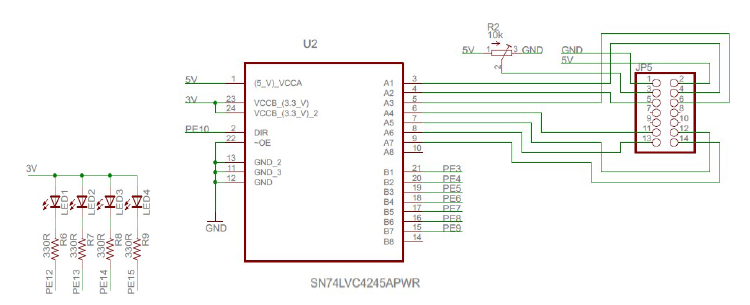 U2
R2
10k
5V 1 3 GND
2
GND
5V
JP5
5V 1 (5_V)_VCCA A1 3
A2 4
3V 23 VCCB_(3.3_V) A3 5
24 VCCB_(3.3_V)_2 A4 6
A5 7
PE10 2 DIR A6 8
22 ~OE A7 9
A8 10
13 GND_2
11 GND_3 B1 21 PE3
12 GND B2 20 PE4
B3 19 PE5
B4 18 PE6
B5 17 PE7
B6 16 PE8
B7 15 PE9
B8 14
GND
1 2
3 4
5 6
7 8
9 10
11 12
13 14
3V
LED1 LED2 LED3 LED4
330R R6 330R R7 330R R8 330R R9
PE12 PE13 PE14 PE15
SN74LVC4245APWR